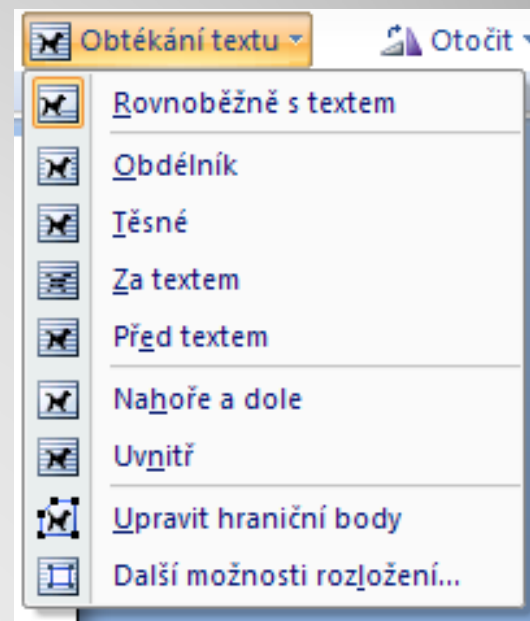 Obtékání textu
Otočit
Rovnoběžně s textem
Obdélník
Těsné
Za textem
Před textem
Nahoře a dole
Uvnitř
Upravit hraniční body
Další možnosti rozložení...